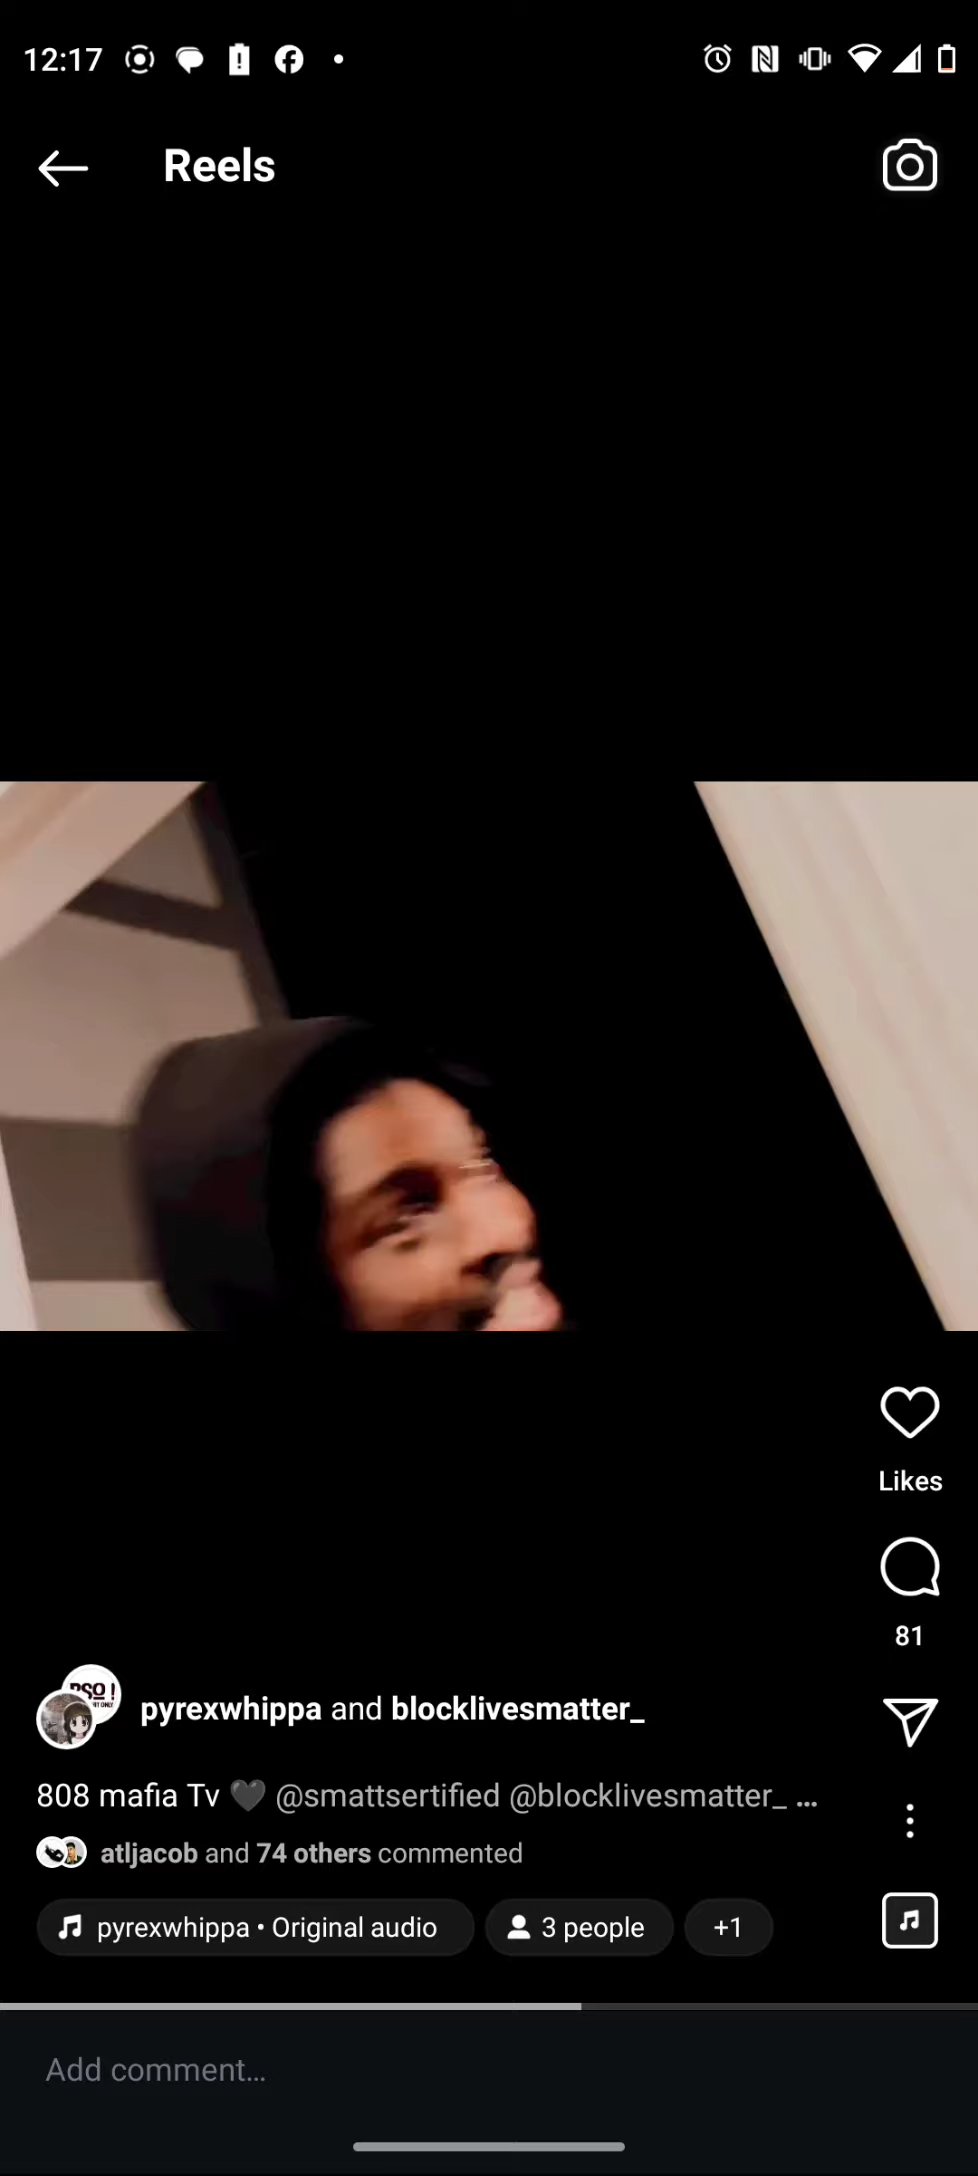 12:17
Reels
Likes
81
PSO !
pyrexwhippa and blocklivesmatter_
808 mafia Tv 🖤 @smattsertified @blocklivesmatter_ ...
atljacob and 74 others commented
pyrexwhippa • Original audio
3 people
+1
Add comment...